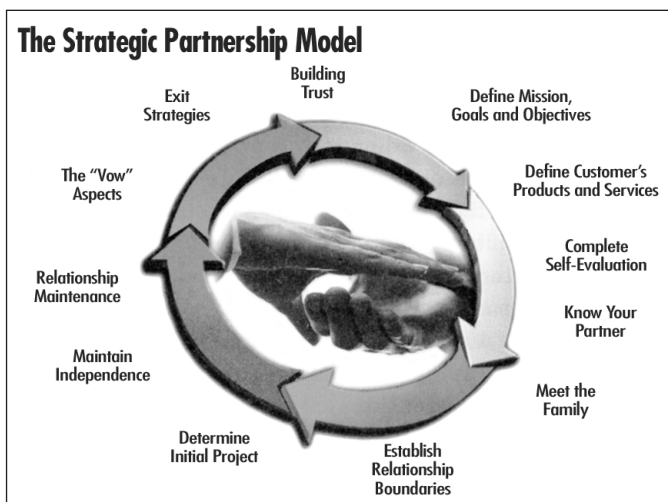 The Strategic Partnership Model
Building
Trust
Define Mission,
Goals and Objectives
Define Customer's
Products and Services
Complete
Self-Evaluation
Know Your
Partner
Meet the
Family
Establish
Relationship
Boundaries
Determine
Initial Project
Maintain
Independence
Relationship
Maintenance
The “Vow”
Aspects
Exit
Strategies